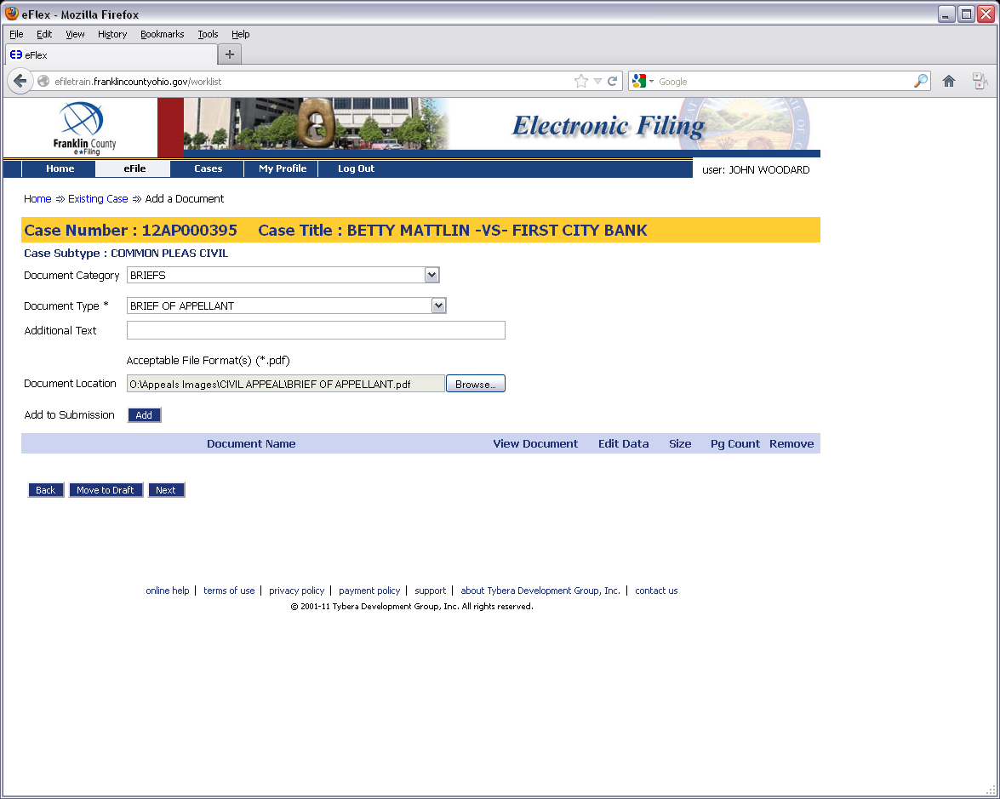 eFlex - Mozilla Firefox
File Edit View History Bookmarks Tools Help
eFlex
efiletrain.franklincountyohio.gov/worklist
Google
Franklin County
e★Filing
Electronic Filing
Home eFile Cases My Profile Log Out
user: JOHN WOODARD
Home ⇒ Existing Case ⇒ Add a Document
Case Number : 12AP000395 Case Title : BETTY MATTLIN -VS- FIRST CITY BANK
Case Subtype : COMMON PLEAS CIVIL
Document Category BRIEFS
Document Type * BRIEF OF APPELLANT
Additional Text
Acceptable File Format(s) (*.pdf)
Document Location O:\Appeals Images\CIVIL APPEAL\BRIEF OF APPELLANT.pdf Browse...
Add to Submission Add
Document Name View Document Edit Data Size Pg Count Remove
Back Move to Draft Next
online help | terms of use | privacy policy | payment policy | support | about Tybera Development Group, Inc. | contact us
© 2001-11 Tybera Development Group, Inc. All rights reserved.